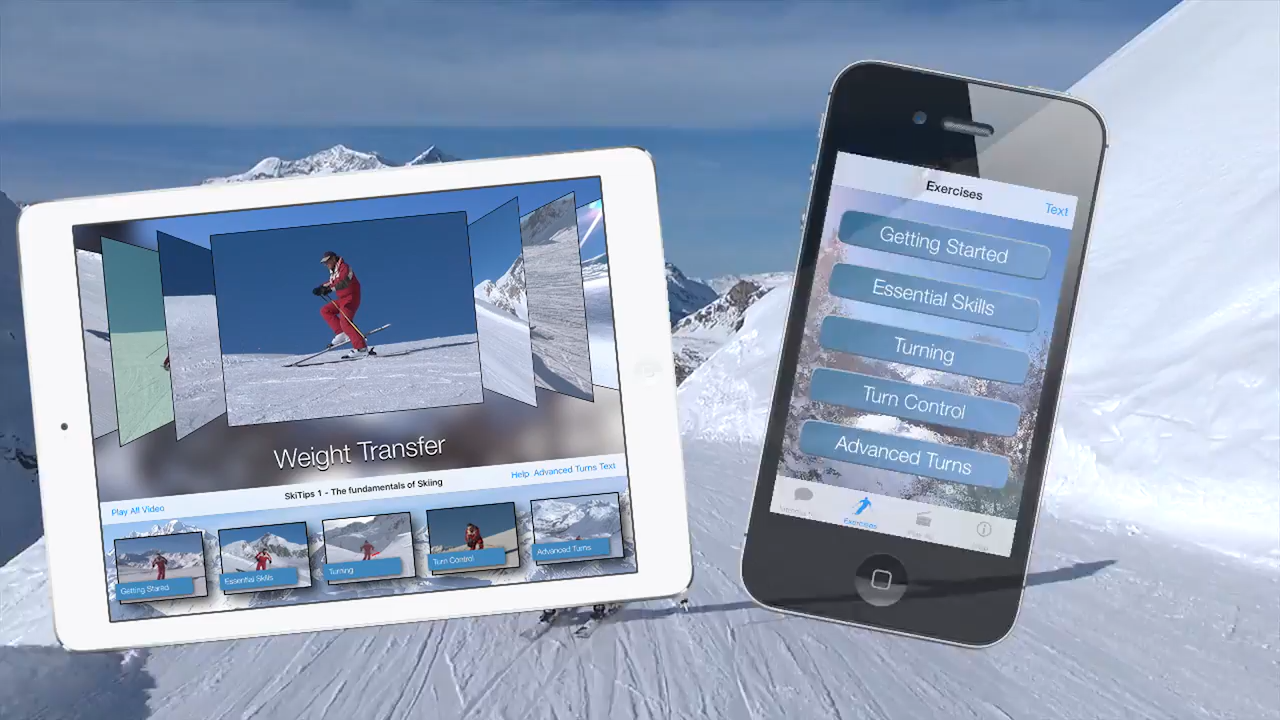 Weight Transfer
Play All Video
SkiTips 1 - The fundamentals of Skiing
Help Advanced Turns Text
Getting Started
Essential Skills
Turning
Turn Control
Advanced Turns
Exercises
Text
Getting Started
Essential Skills
Turning
Turn Control
Advanced Turns
Exercises